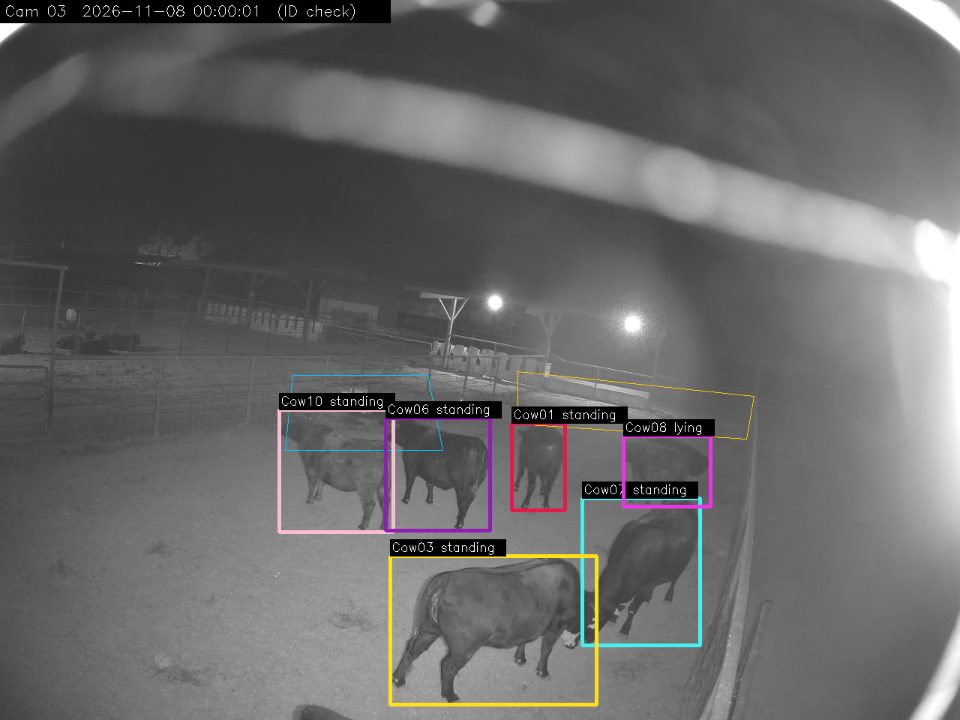 Cam 03  2026-11-08 00:00:01  (ID check)
Cow10 standing
Cow06 standing
Cow01 standing
Cow08 lying
Cow07 standing
Cow03 standing